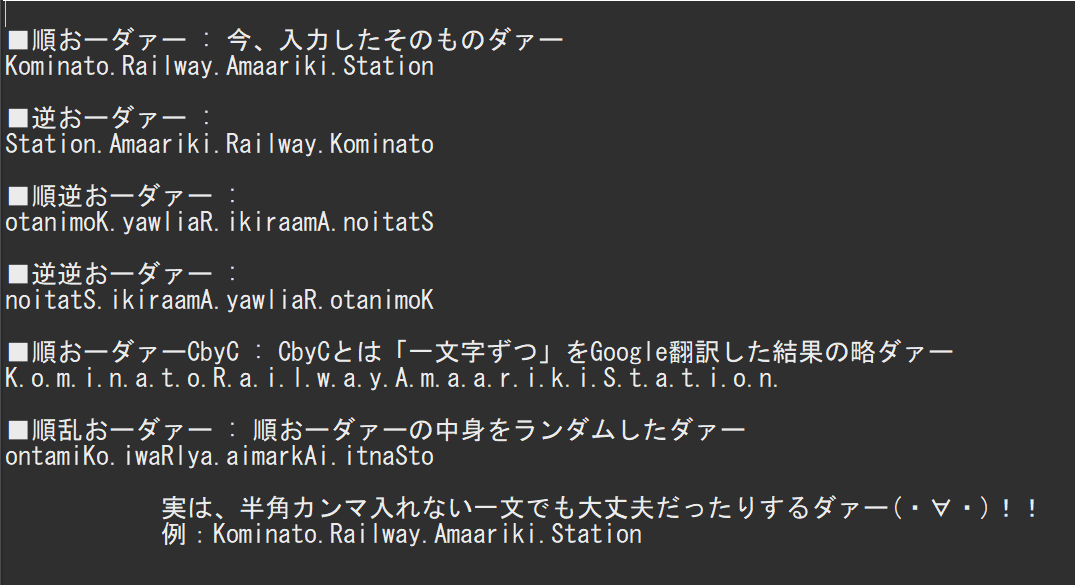 ■順おーダァー : 今、入力したそのものダァー
Kominato.Railway.Amaariki.Station
■逆おーダァー :
Station.Amaariki.Railway.Kominato
■順逆おーダァー :
otanimoK.yawliaR.ikiraamA.noitatS
■逆逆おーダァー :
noitatS.ikiraamA.yawliaR.otanimoK
■順おーダァーCbyC : CbyCとは「一文字ずつ」をGoogle翻訳した結果の略ダァー
K.o.m.i.n.a.t.o.R.a.i.l.w.a.y.A.m.a.a.r.i.k.i.S.t.a.t.i.o.n.
■順乱おーダァー : 順おーダァーの中身をランダムしたダァー
ontamiKo.iwaRlya.aimarkAi.itnaSto
実は、半角カンマ入れない一文でも大丈夫だったりするダァー(・∀・)！！
例：Kominato.Railway.Amaariki.Station